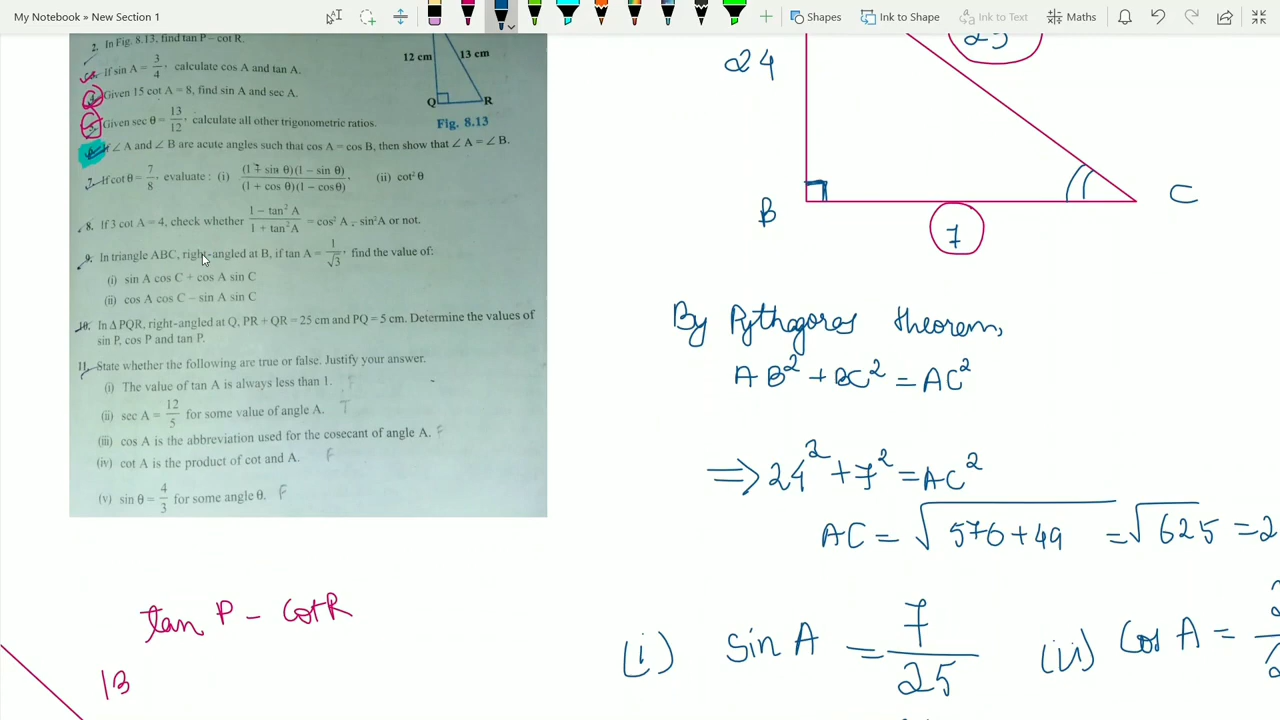 My Notebook » New Section 1
Shapes
Ink to Shape
Ink to Text
Maths
2. In Fig. 8.13, find tan P – cot R.
If sin A = 3/4, calculate cos A and tan A.
Given 15 cot A = 8, find sin A and sec A.
Given sec θ = 13/12, calculate all other trigonometric ratios.
If ∠ A and ∠ B are acute angles such that cos A = cos B, then show that ∠ A = ∠ B.
7. If cot θ = 7/8, evaluate : (i) (1 + sin θ)(1 – sin θ)/(1 + cos θ)(1 – cos θ), (ii) cot² θ
8. If 3 cot A = 4, check whether (1 – tan² A)/(1 + tan² A) = cos² A – sin² A or not.
9. In triangle ABC, right-angled at B, if tan A = 1/√3, find the value of:
(i) sin A cos C + cos A sin C
(ii) cos A cos C – sin A sin C
10. In Δ PQR, right-angled at Q, PR + QR = 25 cm and PQ = 5 cm. Determine the values of
sin P, cos P and tan P.
11. State whether the following are true or false. Justify your answer.
(i) The value of tan A is always less than 1. F
(ii) sec A = 12/5 for some value of angle A. T
(iii) cos A is the abbreviation used for the cosecant of angle A. F
(iv) cot A is the product of cot and A. F
(v) sin θ = 4/3 for some angle θ. F
12 cm
13 cm
Q
R
Fig. 8.13
tan P – cot R
13
24
25
B
7
C
By Pythagores theorem,
AB² + BC² = AC²
⇒ 24² + 7² = AC²
AC = √576+49 = √625 = 2
(i) sin A = 7/25 (ii) cos A =